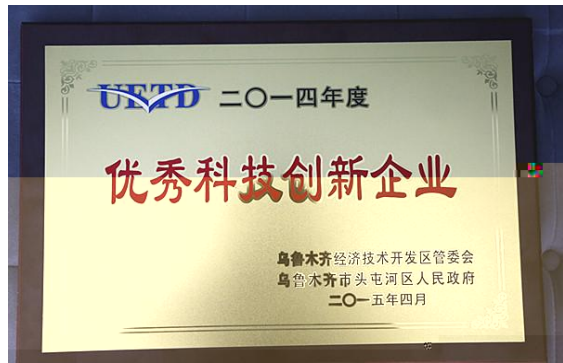 UETD 二〇一四年度
优秀科技创新企业
乌鲁木齐经济技术开发区管委会
乌鲁木齐市头屯河区人民政府
二〇一五年四月